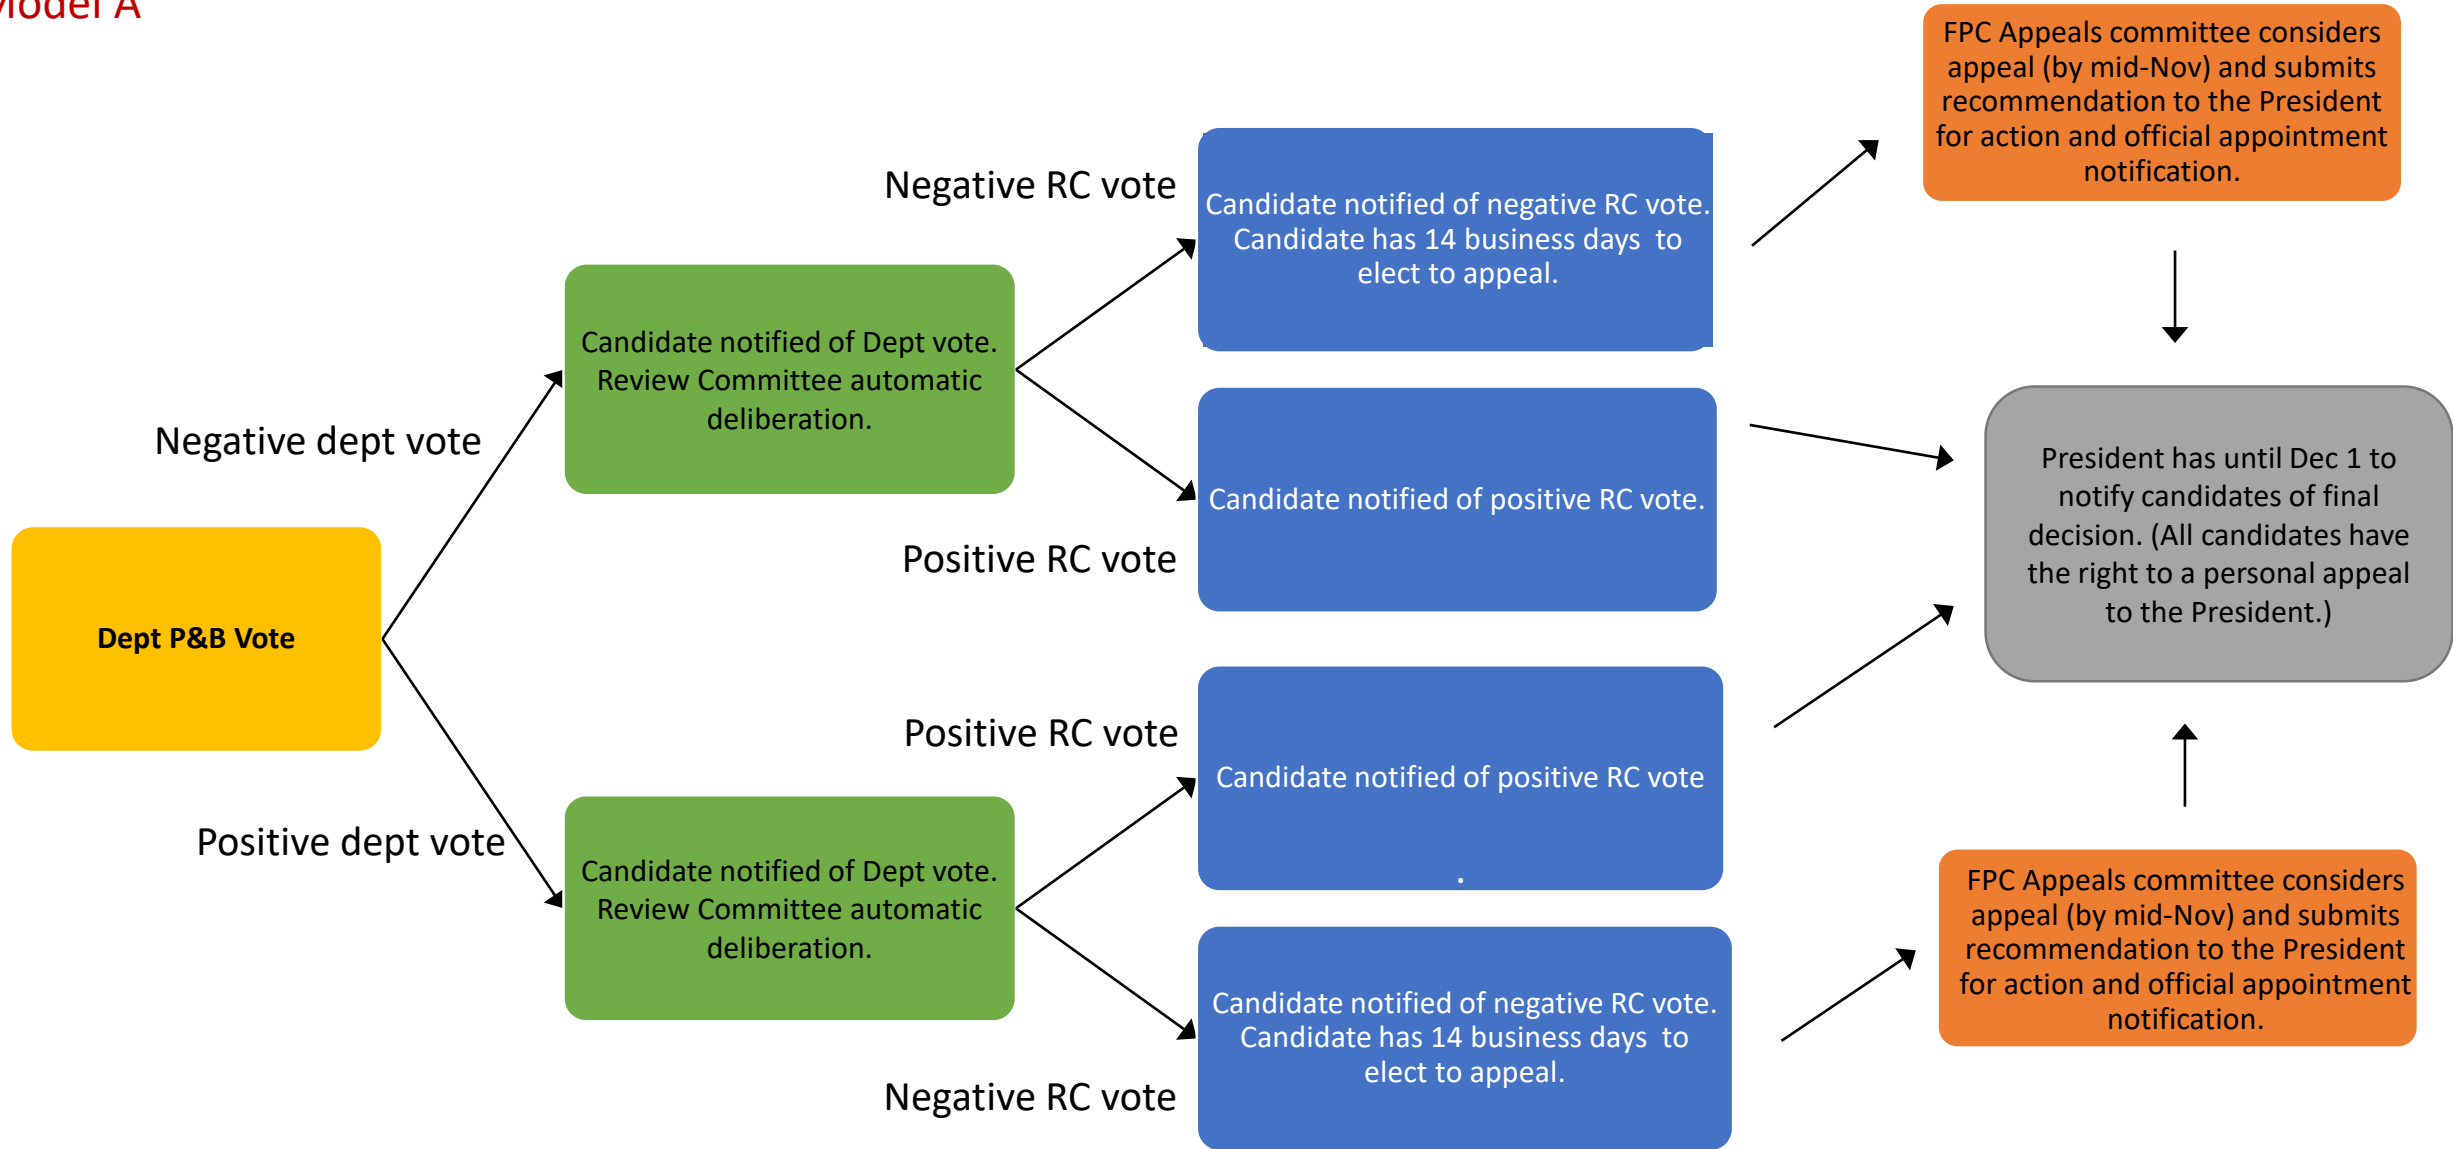 Model A
FPC Appeals committee considers
appeal (by mid-Nov) and submits
recommendation to the President
for action and official appointment
notification.
Negative RC vote
Candidate notified of negative RC vote.
Candidate has 14 business days  to
elect to appeal.
Candidate notified of Dept vote.
Review Committee automatic
deliberation.
Negative dept vote
Candidate notified of positive RC vote.
Positive RC vote
President has until Dec 1 to
notify candidates of final
decision. (All candidates have
the right to a personal appeal
to the President.)
Dept P&B Vote
Positive RC vote
Candidate notified of positive RC vote
.
Positive dept vote
Candidate notified of Dept vote.
Review Committee automatic
deliberation.
FPC Appeals committee considers
appeal (by mid-Nov) and submits
recommendation to the President
for action and official appointment
notification.
Candidate notified of negative RC vote.
Candidate has 14 business days  to
elect to appeal.
Negative RC vote